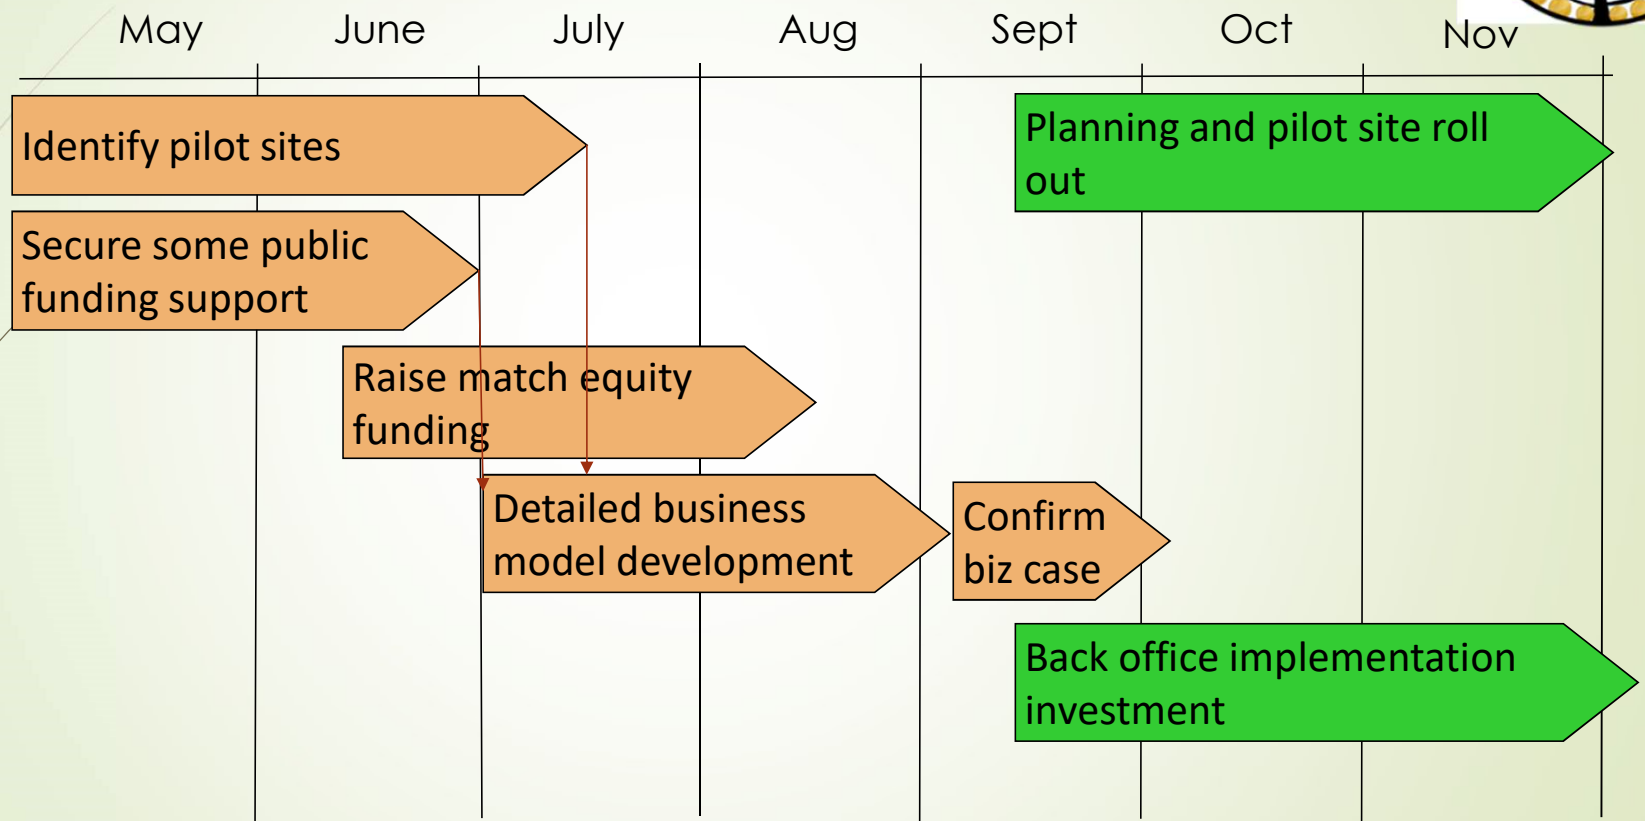 May June July Aug Sept Oct Nov
Identify pilot sites
Planning and pilot site roll
out
Secure some public
funding support
Raise match equity
funding
Detailed business
model development
Confirm
biz case
Back office implementation
investment